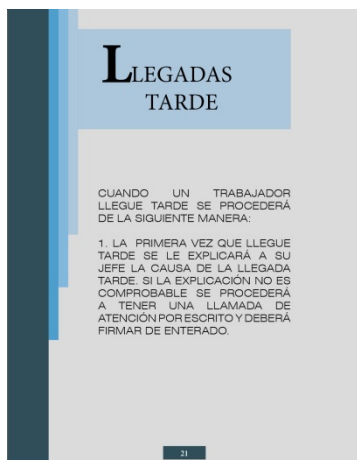 LLEGADAS
TARDE
CUANDO UN TRABAJADOR
LLEGUE TARDE SE PROCEDERÁ
DE LA SIGUIENTE MANERA:
1. LA PRIMERA VEZ QUE LLEGUE
TARDE SE LE EXPLICARÁ A SU
JEFE LA CAUSA DE LA LLEGADA
TARDE. SI LA EXPLICACIÓN NO ES
COMPROBABLE SE PROCEDERÁ
A TENER UNA LLAMADA DE
ATENCIÓN POR ESCRITO Y DEBERÁ
FIRMAR DE ENTERADO.
21